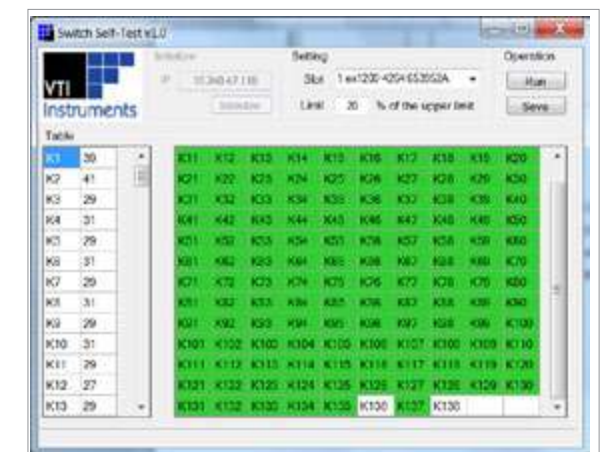 Switch Self-Test v1.0
VTI
Instruments
Setting
Operation
Slot
Run
Limit 20 % of the upper limit
Save
Table
K1 30
K2 41
K3 29
K4 31
K5 29
K6 31
K7 29
K8 31
K9 29
K10 31
K11 29
K12 27
K13 29
K11 K12 K13 K14 K15 K16 K17 K18 K19 K20
K21 K22 K23 K24 K25 K26 K27 K28 K29 K30
K31 K32 K33 K34 K35 K36 K37 K38 K39 K40
K41 K42 K43 K44 K45 K46 K47 K48 K49 K50
K51 K52 K53 K54 K55 K56 K57 K58 K59 K60
K61 K62 K63 K64 K65 K66 K67 K68 K69 K70
K71 K72 K73 K74 K75 K76 K77 K78 K79 K80
K81 K82 K83 K84 K85 K86 K87 K88 K89 K90
K91 K92 K93 K94 K95 K96 K97 K98 K99 K100
K101 K102 K103 K104 K105 K106 K107 K108 K109 K110
K111 K112 K113 K114 K115 K116 K117 K118 K119 K120
K121 K122 K123 K124 K125 K126 K127 K128 K129 K130
K131 K132 K133 K134 K135 K136 K137 K138